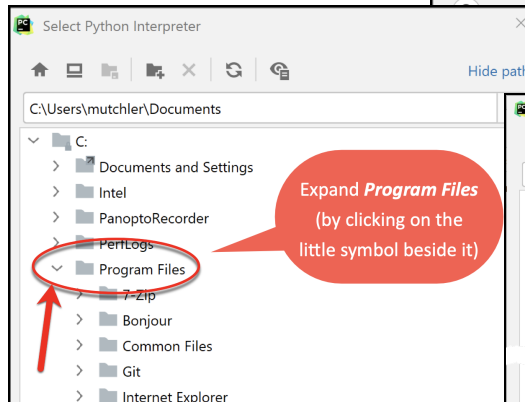 PC
Select Python Interpreter
Hide path
C:\Users\mutchler\Documents
C:
Documents and Settings
Intel
PanoptoRecorder
PerfLogs
Program Files
7-Zip
Bonjour
Common Files
Git
Internet Explorer
Expand Program Files
(by clicking on the
little symbol beside it)